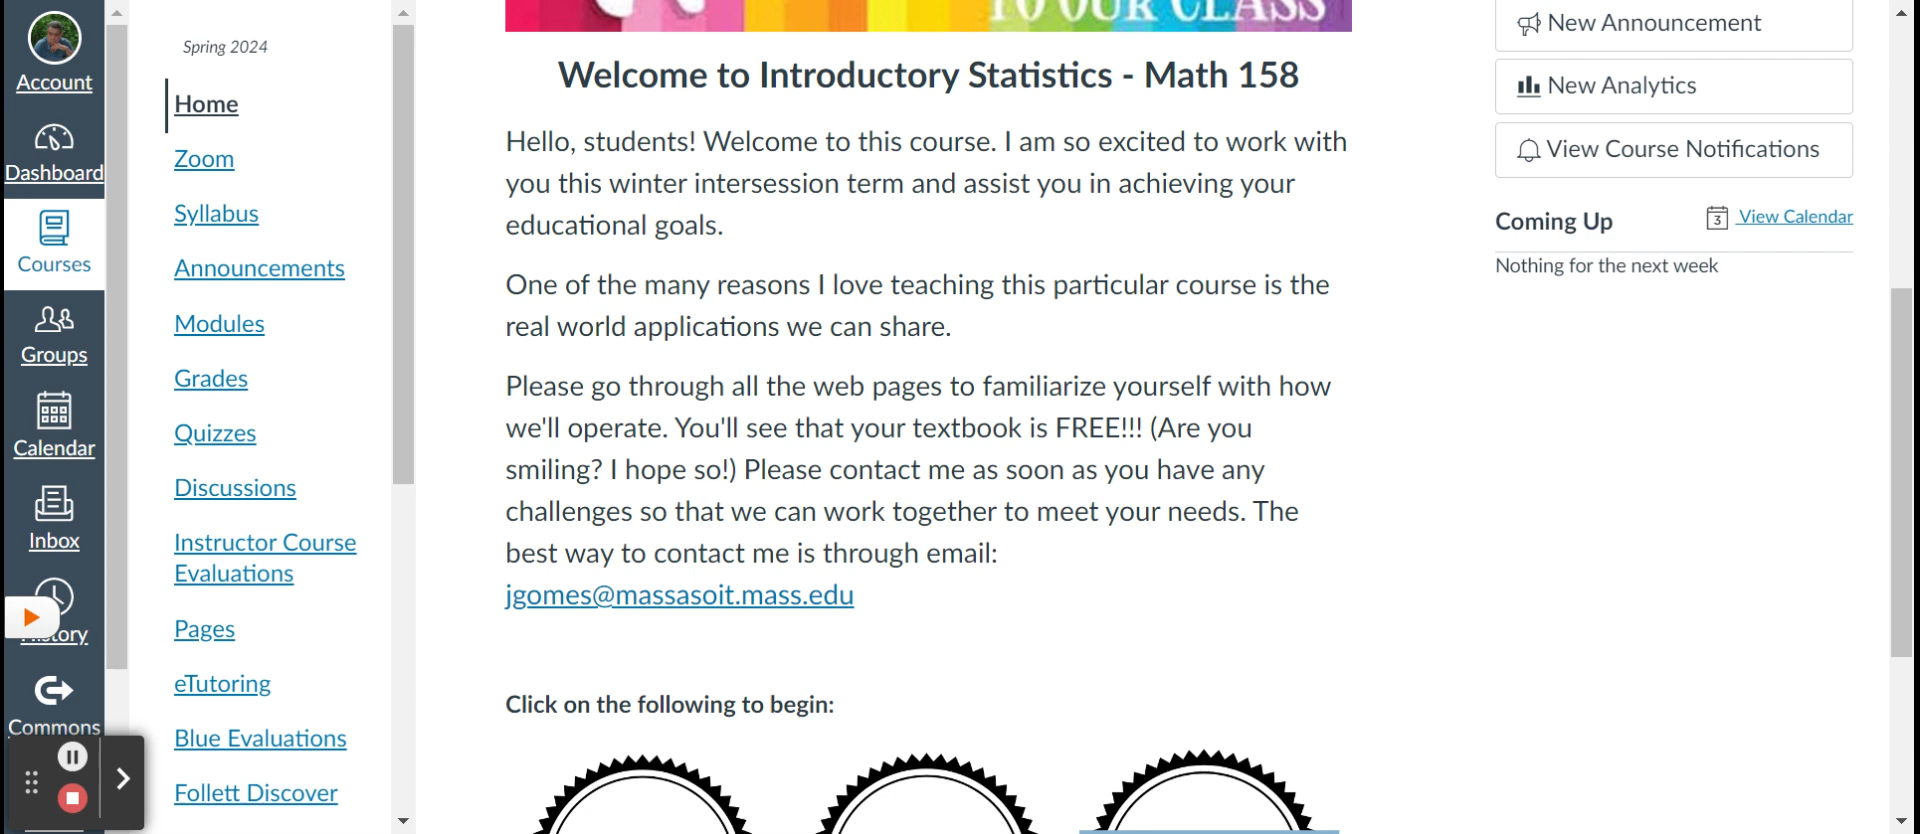 TO OUR CLASS
Account
Dashboard
Courses
Groups
Calendar
Inbox
History
Commons
Spring 2024
Home
Zoom
Syllabus
Announcements
Modules
Grades
Quizzes
Discussions
Instructor Course
Evaluations
Pages
eTutoring
Blue Evaluations
Follett Discover
Welcome to Introductory Statistics - Math 158
Hello, students! Welcome to this course. I am so excited to work with
you this winter intersession term and assist you in achieving your
educational goals.
One of the many reasons I love teaching this particular course is the
real world applications we can share.
Please go through all the web pages to familiarize yourself with how
we'll operate. You'll see that your textbook is FREE!!! (Are you
smiling? I hope so!) Please contact me as soon as you have any
challenges so that we can work together to meet your needs. The
best way to contact me is through email:
jgomes@massasoit.mass.edu
Click on the following to begin:
New Announcement
New Analytics
View Course Notifications
Coming Up
3 View Calendar
Nothing for the next week